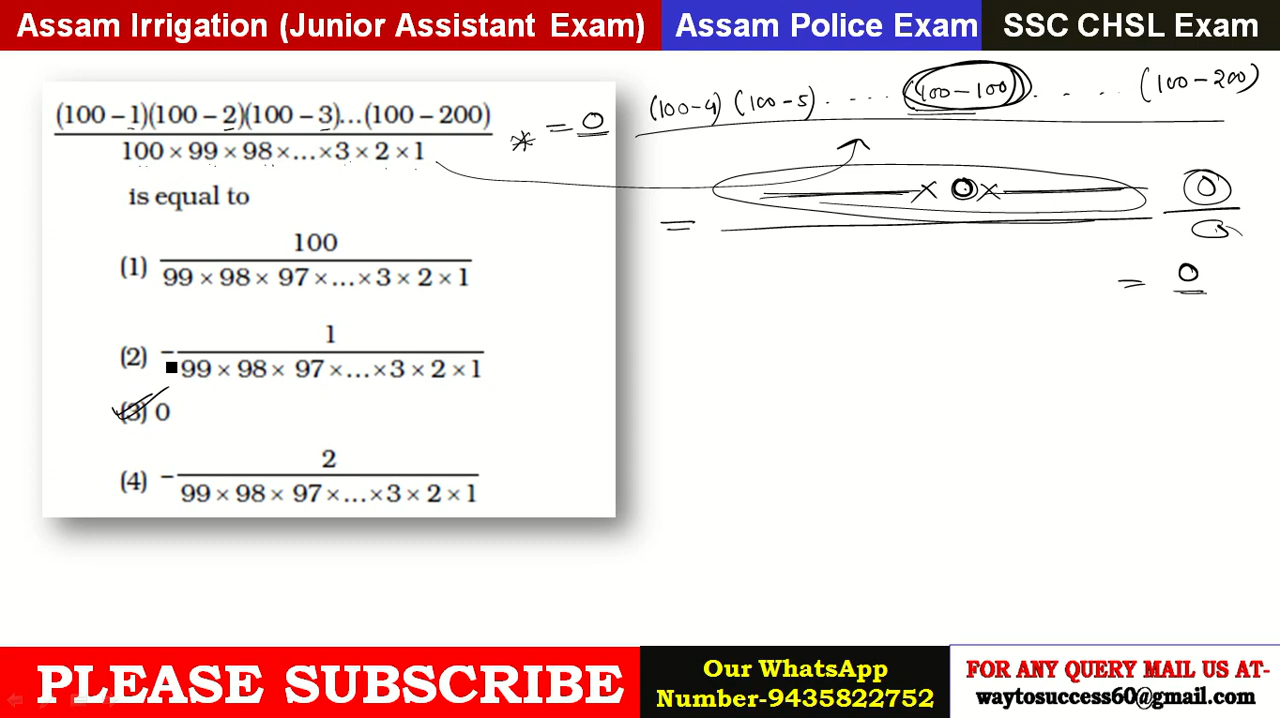 Assam Irrigation (Junior Assistant Exam) Assam Police Exam SSC CHSL Exam
(100 – 1)(100 – 2)(100 – 3)...(100 – 200)
100 × 99 × 98 × ... × 3 × 2 × 1
* = 0
(100-4) (100-5) .... (100-100) .... (100-200)
is equal to
= × 0 × 0
= 0
(1) 100
99 × 98 × 97 × ... × 3 × 2 × 1
(2) – 1
99 × 98 × 97 × ... × 3 × 2 × 1
(3) 0
(4) – 2
99 × 98 × 97 × ... × 3 × 2 × 1
PLEASE SUBSCRIBE
Our WhatsApp
Number-9435822752
FOR ANY QUERY MAIL US AT-
waytosuccess60@gmail.com